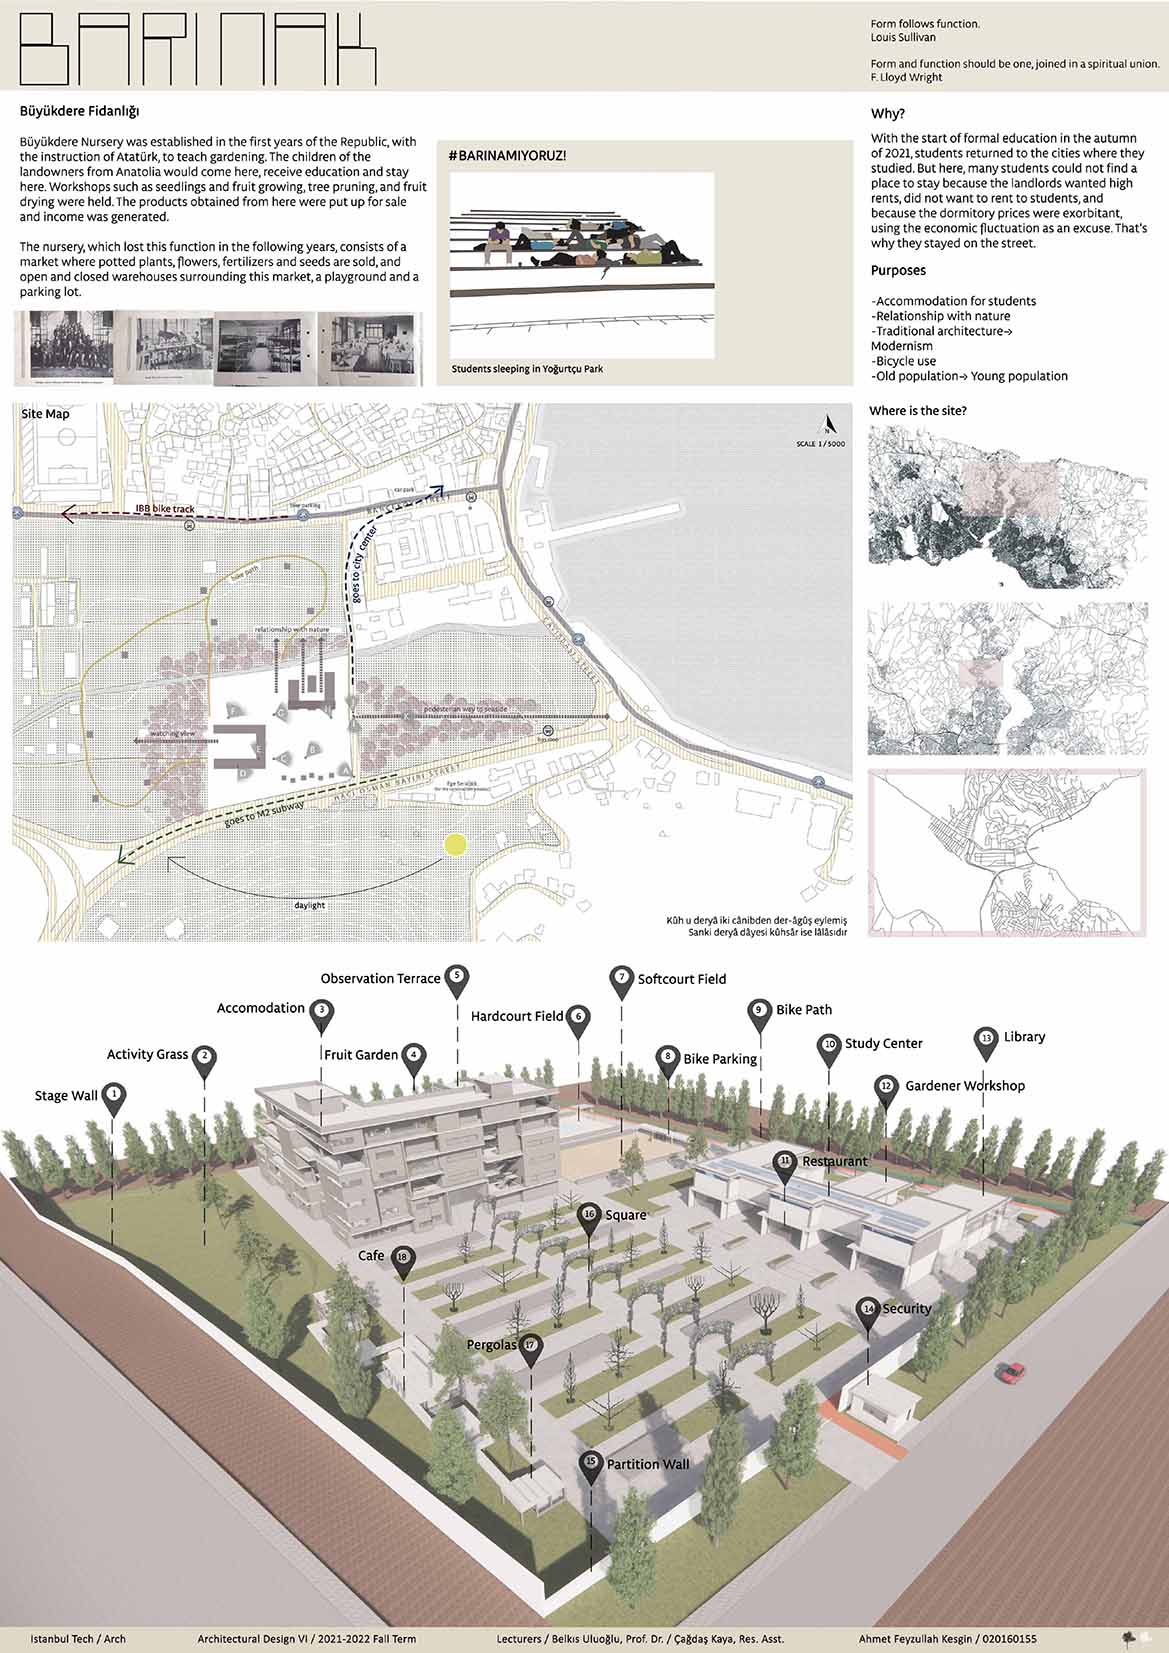 BARINAK
Form follows function.
Louis Sullivan
Form and function should be one, joined in a spiritual union.
F. Lloyd Wright
Büyükdere Fidanlığı
Büyükdere Nursery was established in the first years of the Republic, with
the instruction of Atatürk, to teach gardening. The children of the
landowners from Anatolia would come here, receive education and stay
here. Workshops such as seedlings and fruit growing, tree pruning, and fruit
drying were held. The products obtained from here were put up for sale
and income was generated.
The nursery, which lost this function in the following years, consists of a
market where potted plants, flowers, fertilizers and seeds are sold, and
open and closed warehouses surrounding this market, a playground and a
parking lot.
#BARINAMIYORUZ!
Students sleeping in Yoğurtçu Park
Why?
With the start of formal education in the autumn
of 2021, students returned to the cities where they
studied. But here, many students could not find a
place to stay because the landlords wanted high
rents, did not want to rent to students, and
because the dormitory prices were exorbitant,
using the economic fluctuation as an excuse. That's
why they stayed on the street.
Purposes
-Accommodation for students
-Relationship with nature
-Traditional architecture→
Modernism
-Bicycle use
-Old population→ Young population
Where is the site?
Site Map
N
SCALE 1/5000
IBB bike track
car park
goes to city center
bike path
relationship with nature
pedestrian way to seaside
watching view
bus stop
F
G
E
B
C
D
A
HACI OSMAN BAYIRI STREET
goes to M2 subway
daylight
Kûh u deryâ iki cânibden der-âgûş eylemiş
Sanki deryâ dâyesi kûhsâr ise lâlâsıdır
Observation Terrace 5
7 Softcourt Field
Accomodation 3
Hardcourt Field 6
9 Bike Path
Activity Grass 2
Fruit Garden 4
8 Bike Parking
10 Study Center
13 Library
Stage Wall 1
12 Gardener Workshop
11 Restaurant
16 Square
Cafe 18
14 Security
Pergolas 17
15 Partition Wall
Istanbul Tech / Arch
Architectural Design VI / 2021-2022 Fall Term
Lecturers / Belkıs Uluoğlu, Prof. Dr. / Çağdaş Kaya, Res. Asst.
Ahmet Feyzullah Kesgin / 020160155